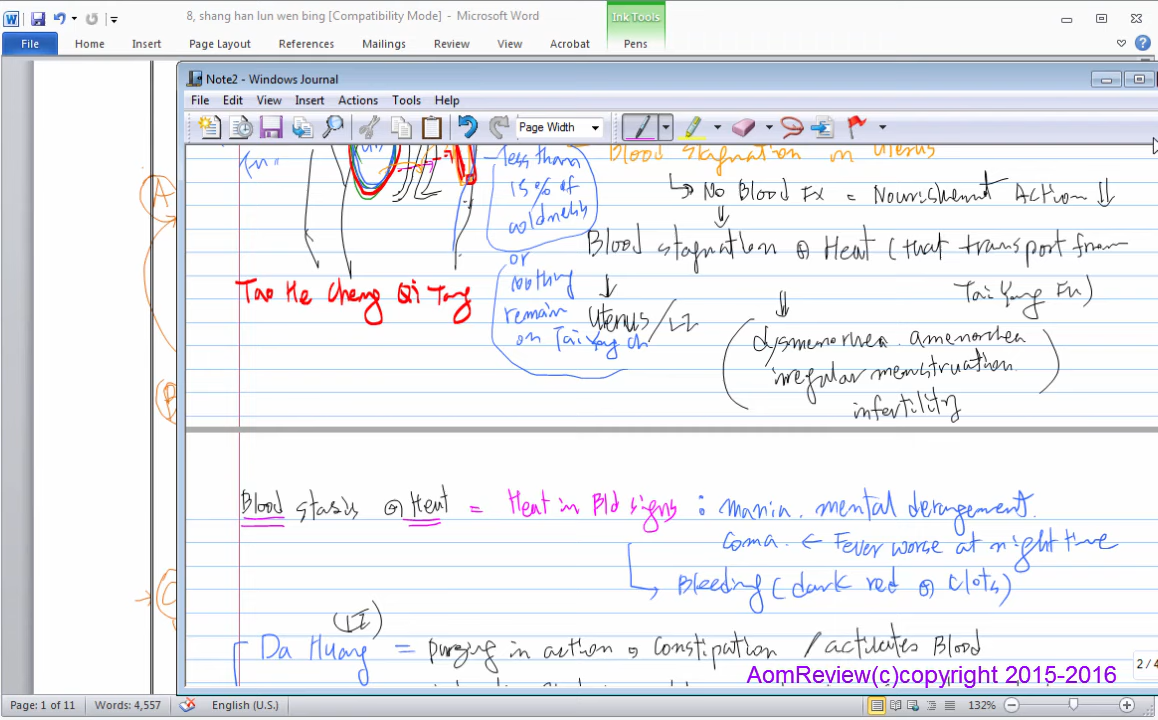 8, shang han lun wen bing [Compatibility Mode] - Microsoft Word
Ink Tools
File Home Insert Page Layout References Mailings Review View Acrobat Pens
Note2 - Windows Journal
File Edit View Insert Actions Tools Help
Page Width
less than
15% of
coldness
or
nothing
remain
on TaiYang Ch
Blood stagnation in uterus
No Blood Fx = Nourishment Action ↓↓
Blood stagnation ⊕ Heat (that transport from
Tai Yang Fu)
Uterus/LI
dysmenorhea. amenorrhea
irregular menstruation
infertility
Tao He Cheng Qi Tang
A
B
C
Blood stasis ⊕ Heat = Heat in Bld signs : mania. mental derangement.
Coma. ← Fever worse at night time
Bleeding (dark red ⊕ clots)
(LI)
Da Huang = purging in action → constipation / activates Blood
AomReview(c)copyright 2015-2016
2 / 4
Page: 1 of 11 Words: 4,557 English (U.S.) 132%